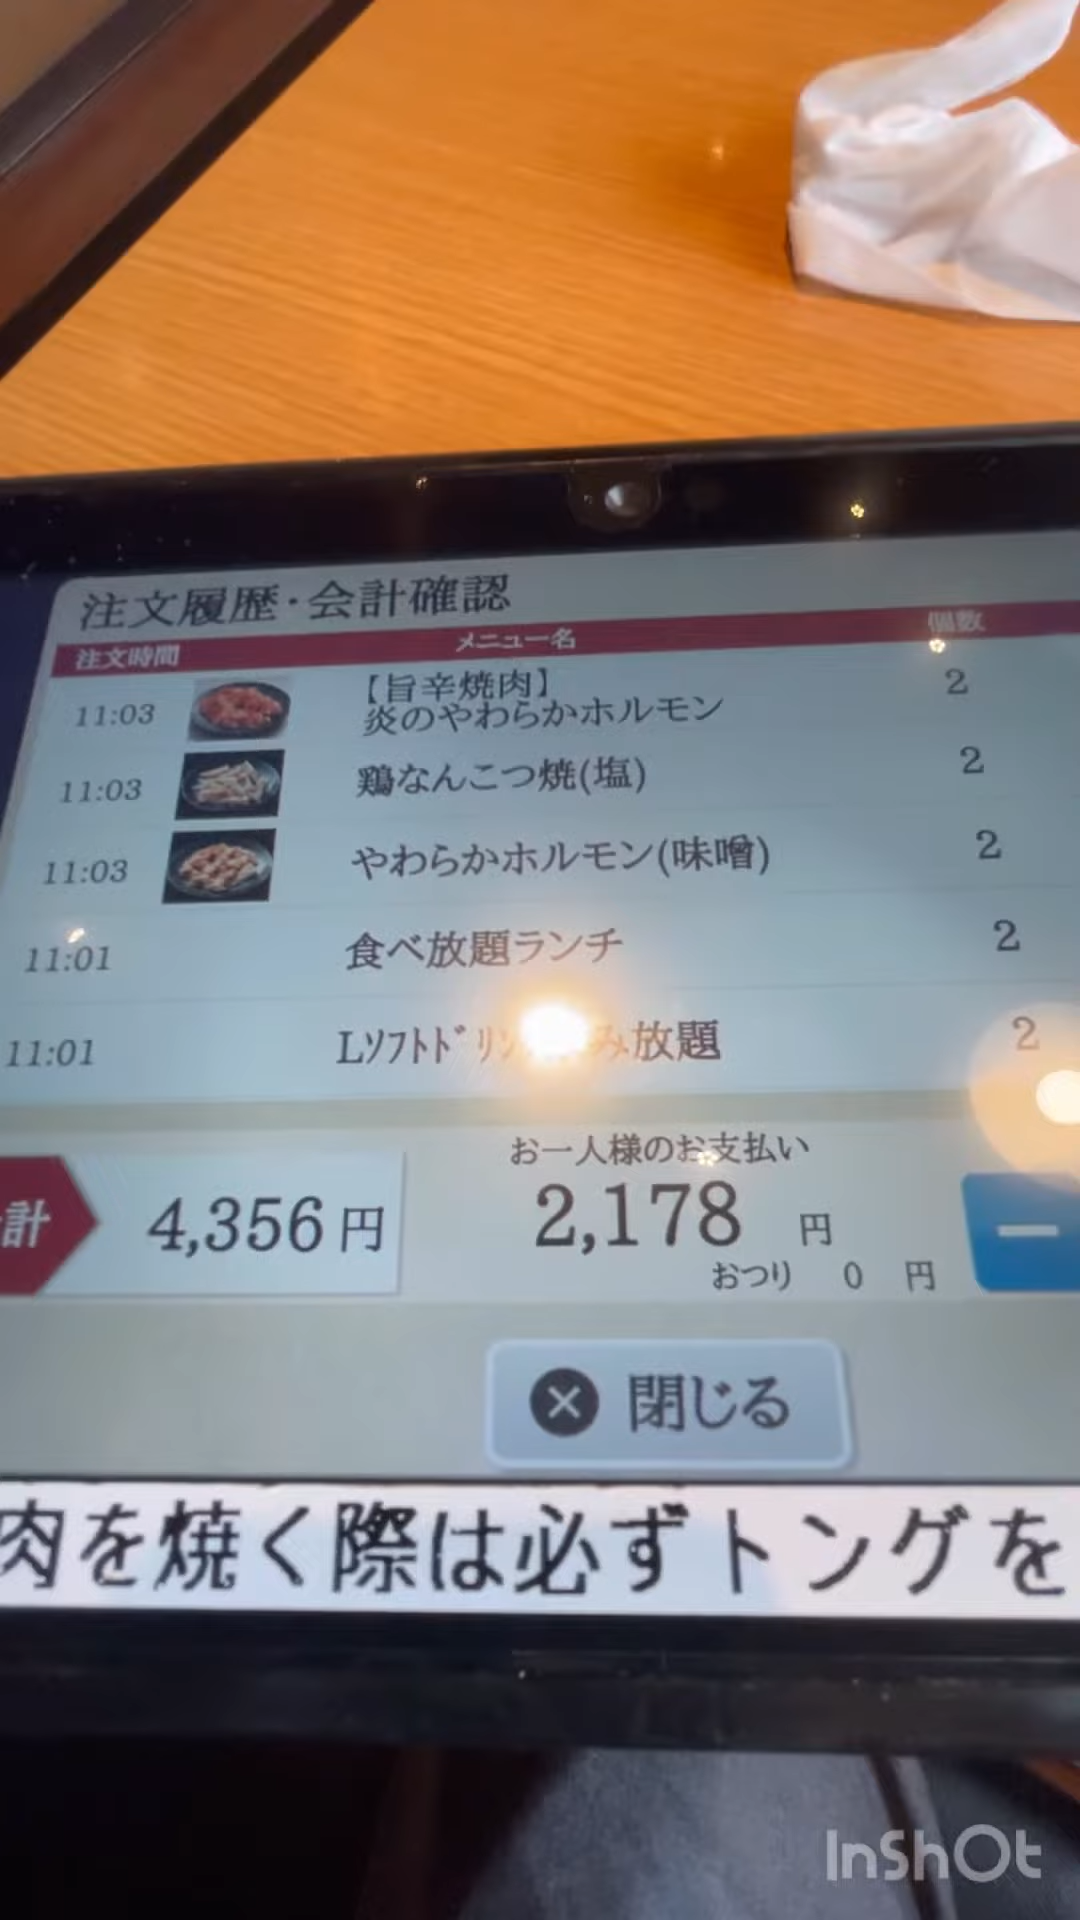 注文履歴・会計確認
注文時間 メニュー名 個数
11:03 【旨辛焼肉】
炎のやわらかホルモン 2
11:03 鶏なんこつ焼(塩) 2
11:03 やわらかホルモン(味噌) 2
11:01 食べ放題ランチ 2
11:01 Lｿﾌﾄﾄﾞﾘﾝ み放題 2
計 4,356円
お一人様のお支払い
2,178 円
おつり 0 円
閉じる
肉を焼く際は必ずトングを
InShOt